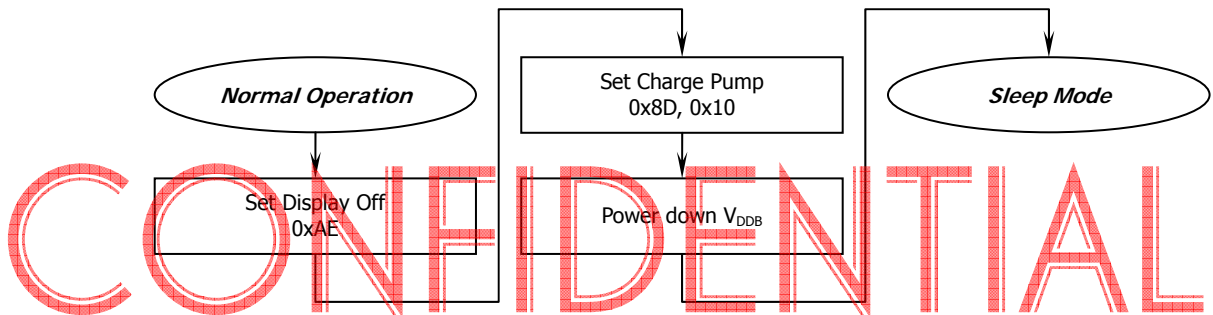 Normal Operation
Set Display Off
0xAE
Set Charge Pump
0x8D, 0x10
Power down VDDB
Sleep Mode
CONFIDENTIAL